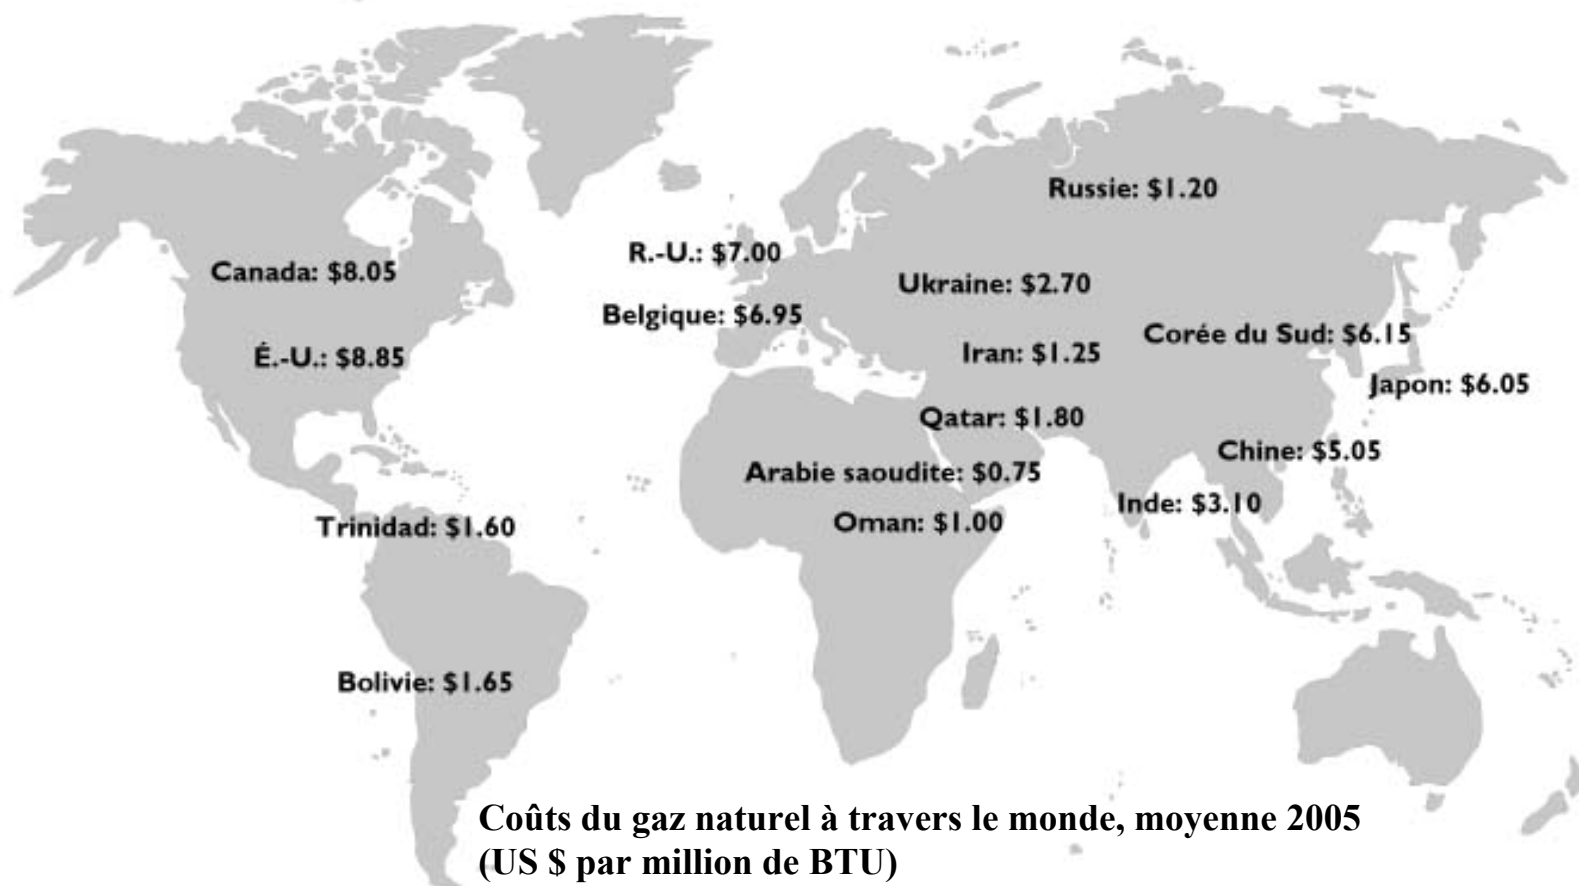 Russie: $1.20
R.-U.: $7.00
Canada: $8.05
Ukraine: $2.70
Belgique: $6.95
Corée du Sud: $6.15
É.-U.: $8.85
Iran: $1.25
Japon: $6.05
Qatar: $1.80
Chine: $5.05
Arabie saoudite: $0.75
Inde: $3.10
Trinidad: $1.60
Oman: $1.00
Bolivie: $1.65
Coûts du gaz naturel à travers le monde, moyenne 2005
(US $ par million de BTU)